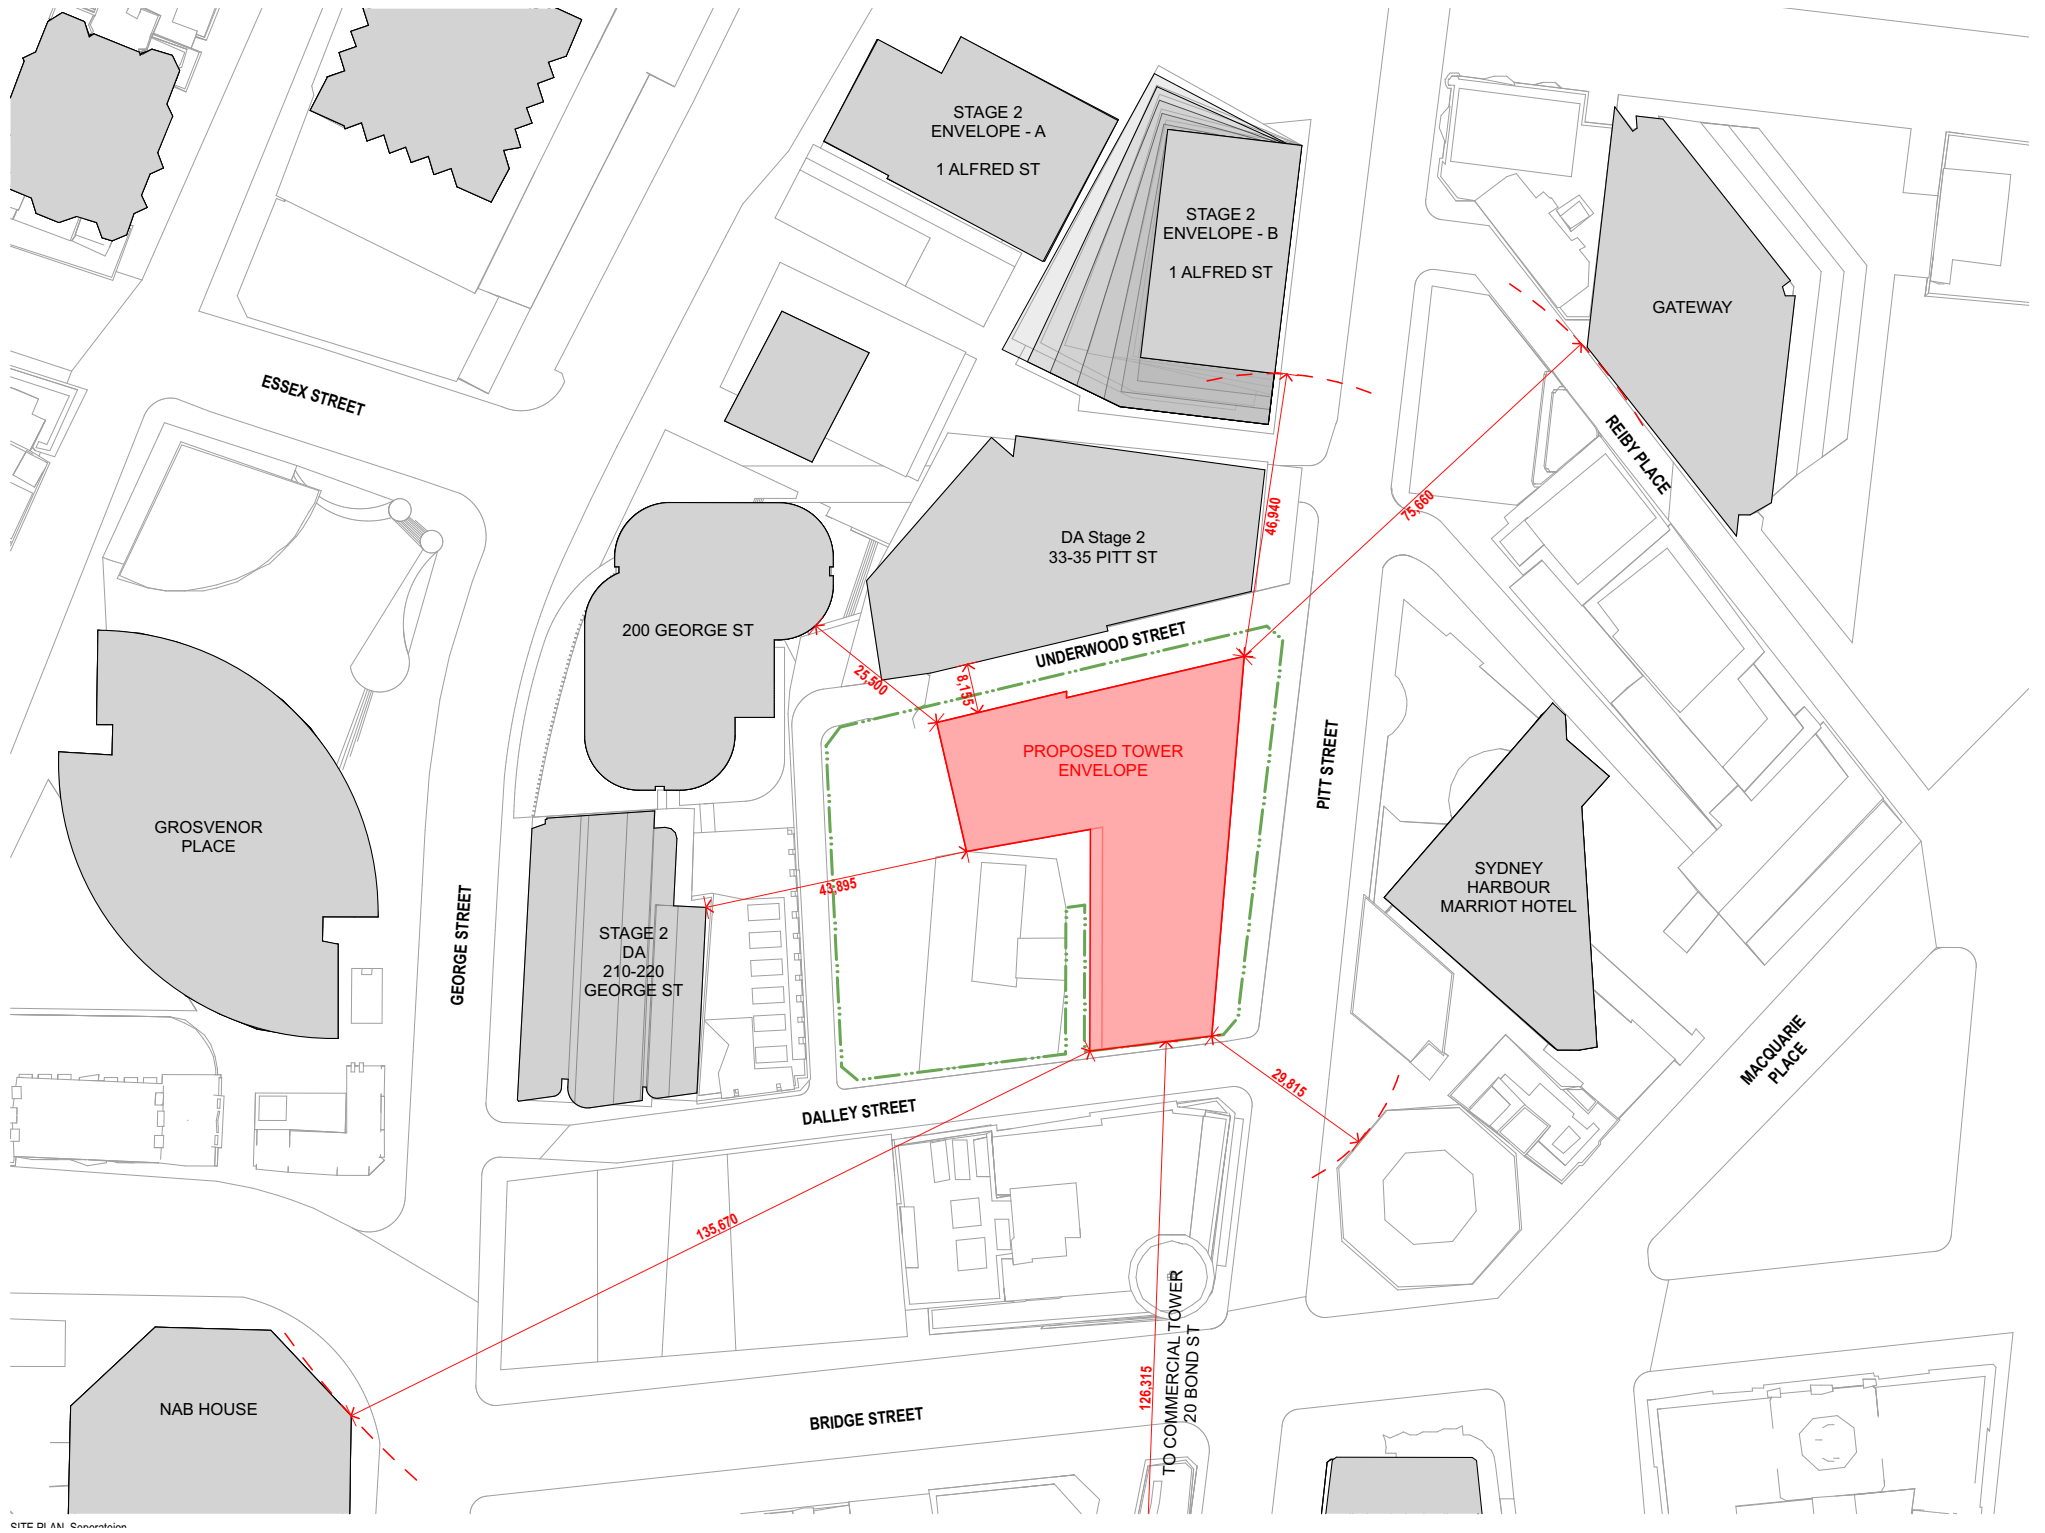 STAGE 2
ENVELOPE - A
1 ALFRED ST
STAGE 2
ENVELOPE - B
1 ALFRED ST
GATEWAY
ESSEX STREET
REIBY PLACE
46,940
75,660
DA Stage 2
33-35 PITT ST
200 GEORGE ST
UNDERWOOD STREET
25,500
8,155
PROPOSED TOWER
ENVELOPE
PITT STREET
GROSVENOR
PLACE
GEORGE STREET
43,895
STAGE 2
DA
210-220
GEORGE ST
SYDNEY
HARBOUR
MARRIOT HOTEL
MACQUARIE
PLACE
29,815
DALLEY STREET
135,670
126,315
TO COMMERCIAL TOWER
20 BOND ST
NAB HOUSE
BRIDGE STREET